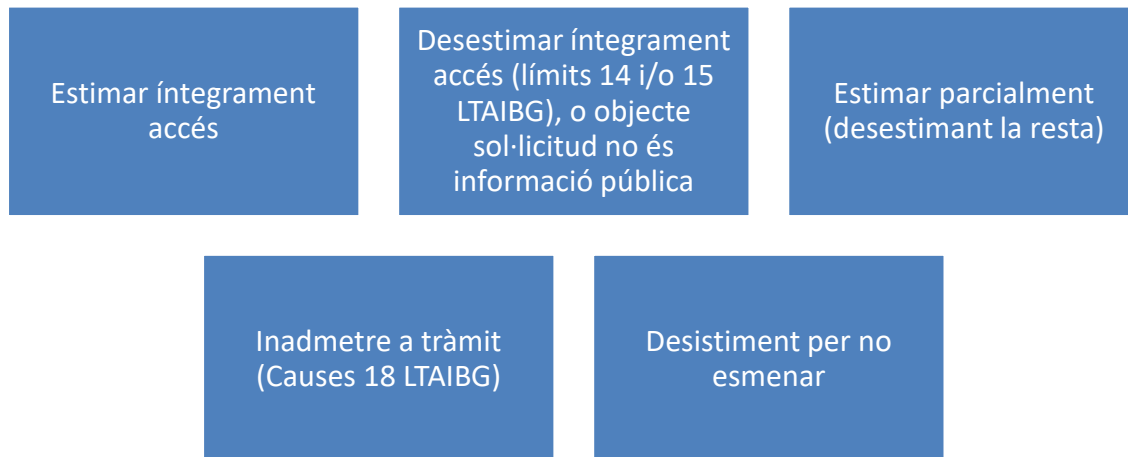 Estimar íntegrament
accés
Desestimar íntegrament
accés (límits 14 i/o 15
LTAIBG), o objecte
sol·licitud no és
informació pública
Estimar parcialment
(desestimant la resta)
Inadmetre a tràmit
(Causes 18 LTAIBG)
Desistiment per no
esmenar